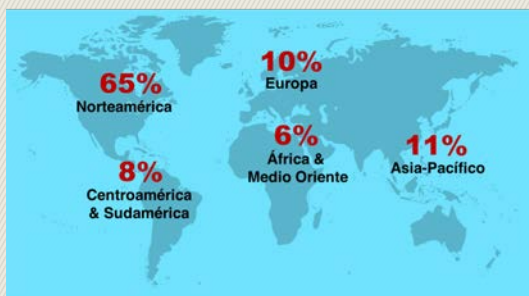 65%
Norteamérica
10%
Europa
6%
África &
Medio Oriente
11%
Asia-Pacífico
8%
Centroamérica
& Sudamérica